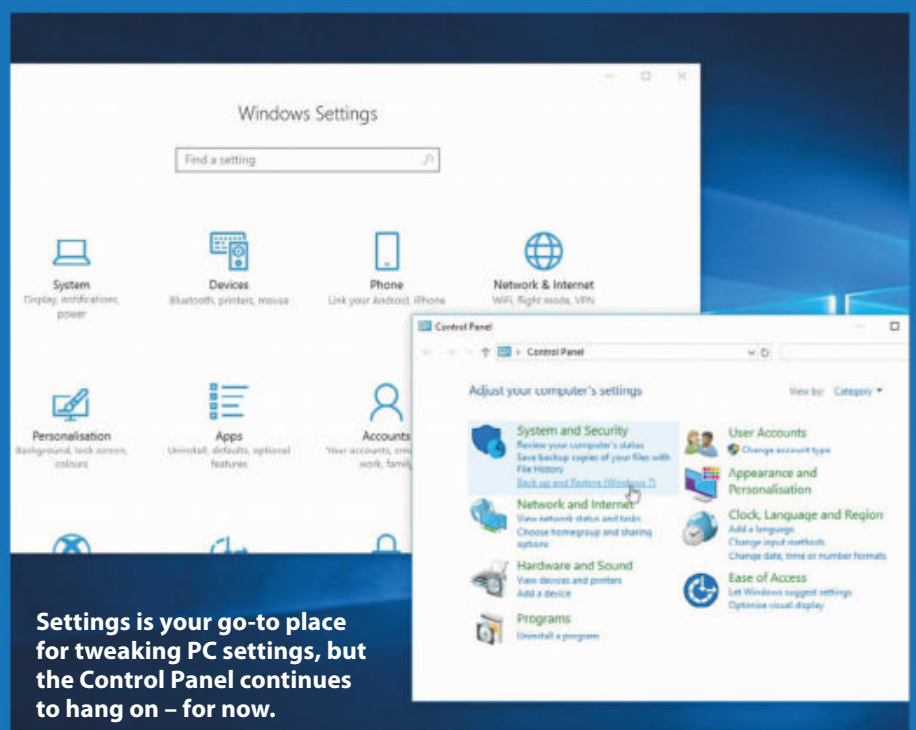 Windows Settings
Find a setting
System
Display, notifications,
power
Devices
Bluetooth, printers, mouse
Phone
Link your Android, iPhone
Network & Internet
WiFi, flight mode, VPN
Personalisation
Background, lock screen,
colours
Apps
Uninstall, defaults, optional
features
Accounts
Your accounts,
work, family
Control Panel
Control Panel
Adjust your computer's settings
View by: Category
System and Security
Review your computer's status
Save backup copies of your files with
File History
Back up and Restore (Windows 7)
Network and Internet
View network status and tasks
Choose homegroup and sharing
options
Hardware and Sound
View devices and printers
Add a device
Programs
Uninstall a program
User Accounts
Change account type
Appearance and
Personalisation
Clock, Language and Region
Add a language
Change input methods
Change date, time or number formats
Ease of Access
Let Windows suggest settings
Optimise visual display
Settings is your go-to place
for tweaking PC settings, but
the Control Panel continues
to hang on – for now.